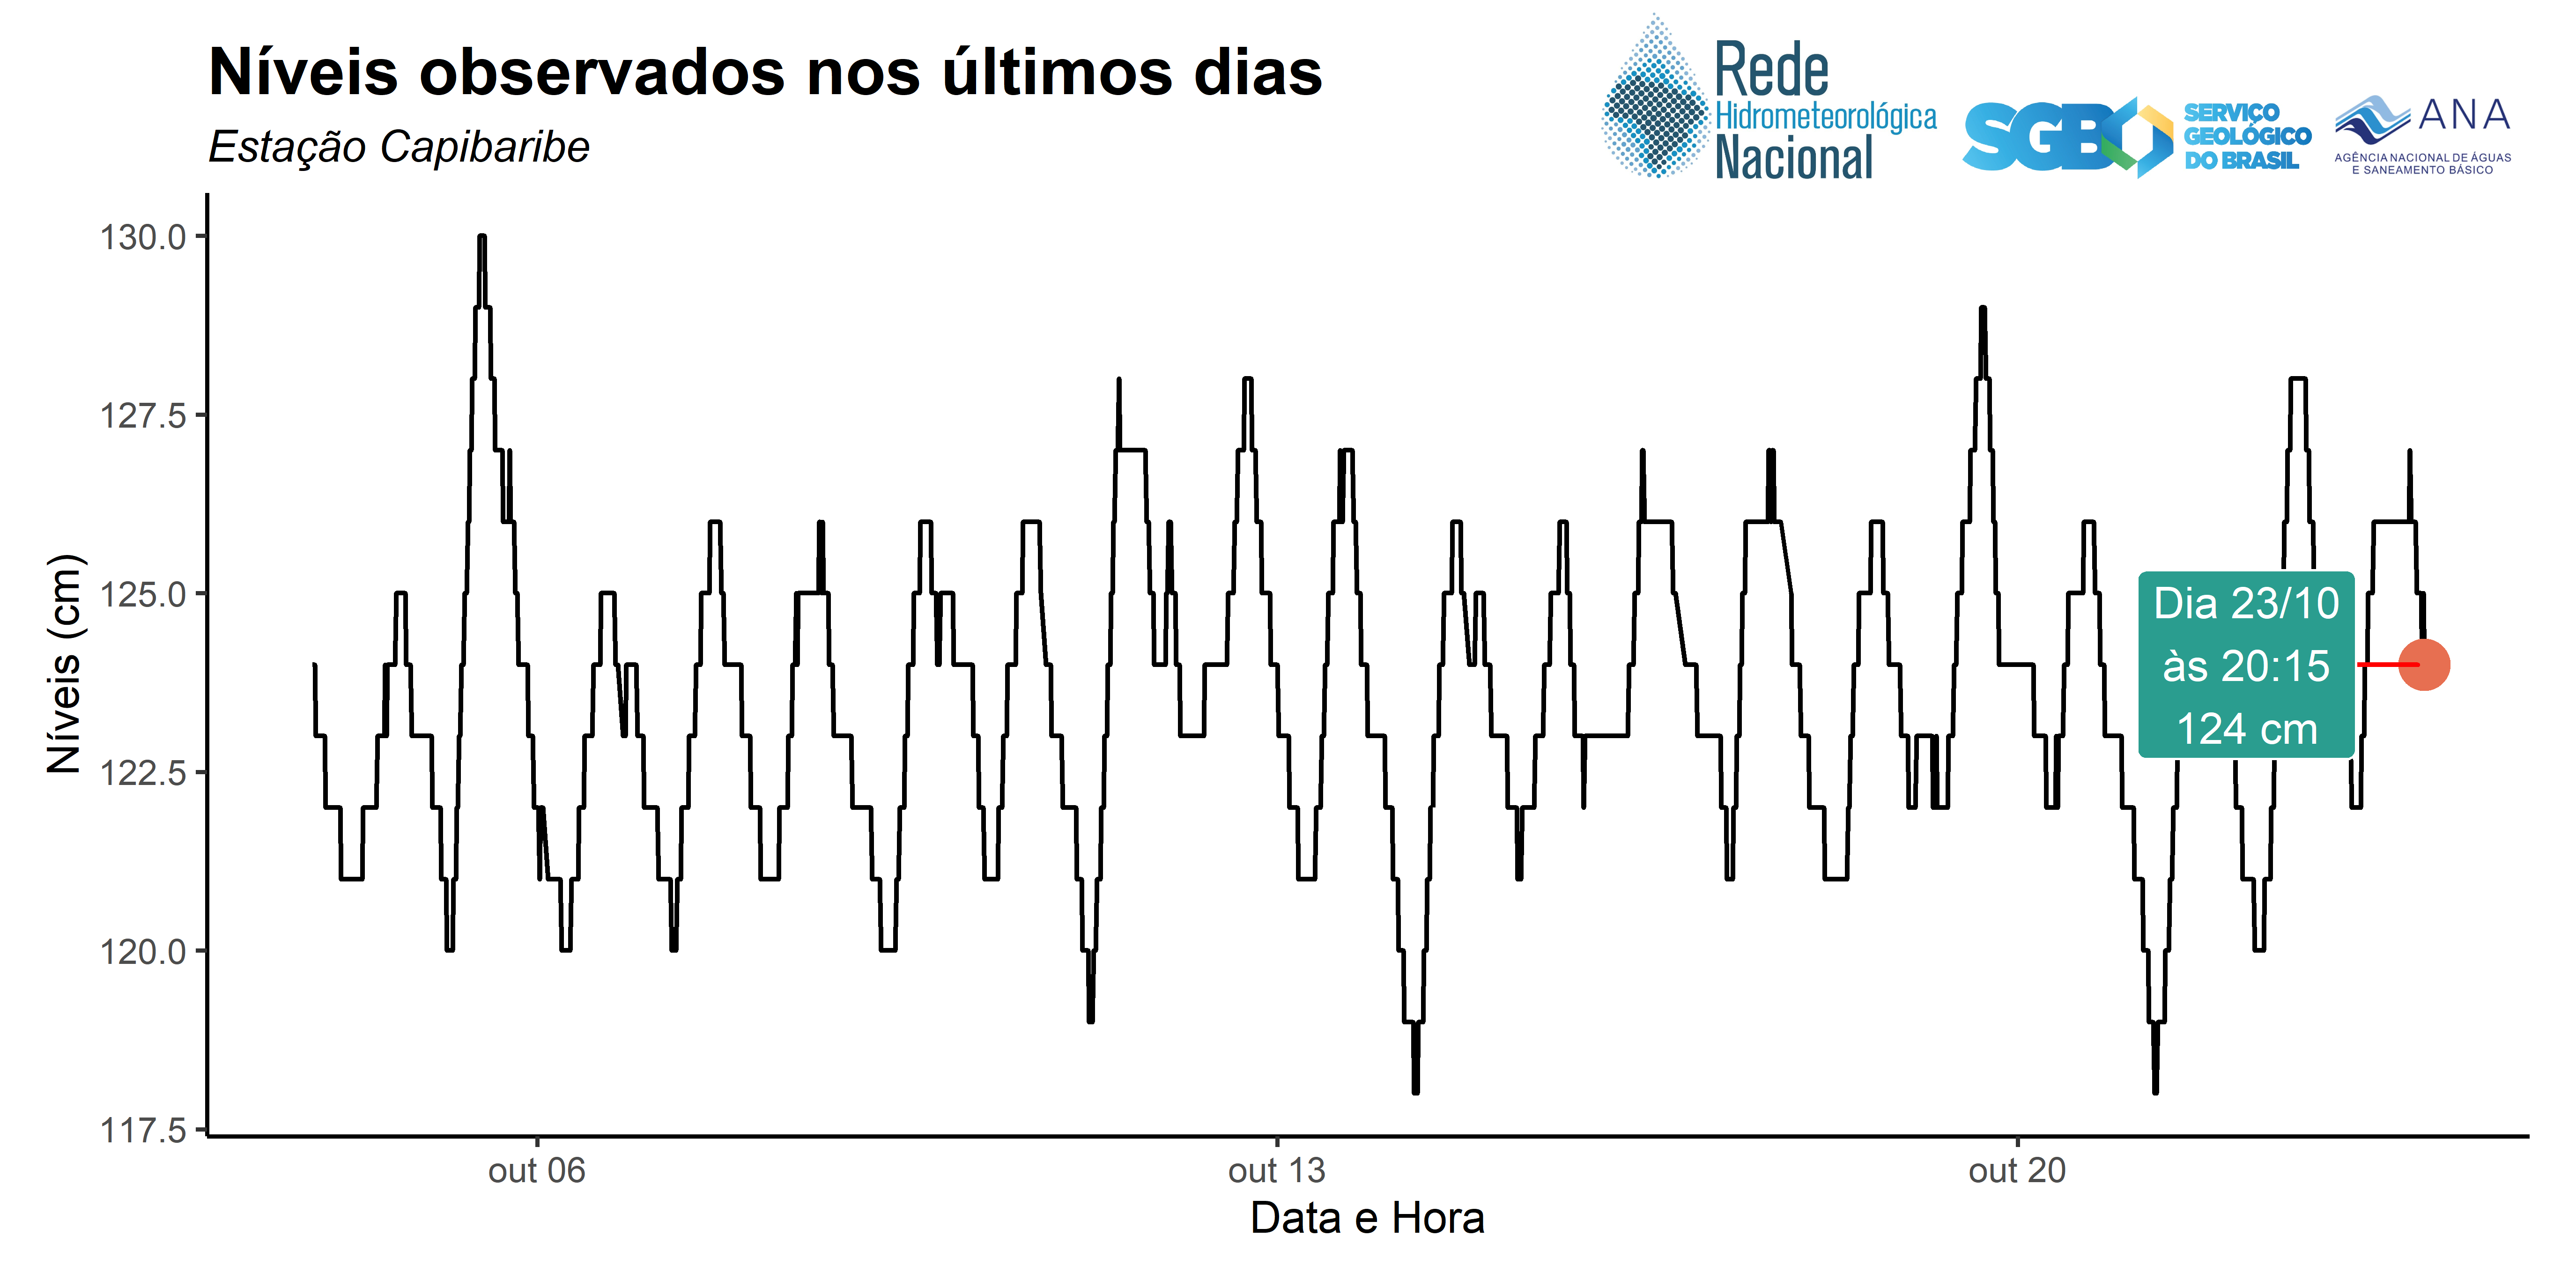 Níveis observados nos últimos dias
Estação Capibaribe
Rede
Hidrometeorológica
Nacional
SGB
SERVIÇO
GEOLÓGICO
DO BRASIL
ANA
AGÊNCIA NACIONAL DE ÁGUAS
E SANEAMENTO BÁSICO
Níveis (cm)
130.0
127.5
125.0
122.5
120.0
117.5
Dia 23/10
às 20:15
124 cm
out 06
out 13
out 20
Data e Hora